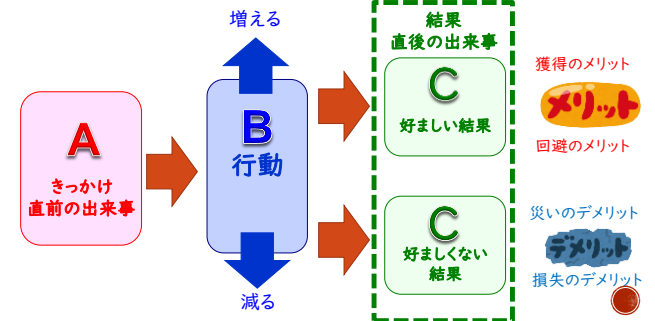 増える
結果
直後の出来事
獲得のメリット
C
好ましい結果
メリット
A
きっかけ
直前の出来事
B
行動
回避のメリット
C
好ましくない
結果
災いのデメリット
デメリット
損失のデメリット
減る